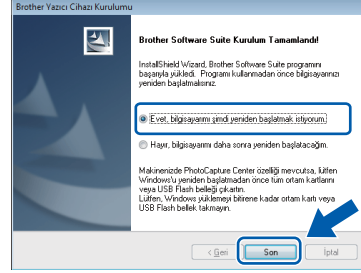 Brother Yazıcı Cihazı Kurulumu
Brother Software Suite Kurulum Tamamlandı!
InstallShield Wizard, Brother Software Suite programını
başarıyla yükledi. Programı kullanmadan önce bilgisayarınızı
yeniden başlatmalısınız.
Evet, bilgisayarımı şimdi yeniden başlatmak istiyorum.
Hayır, bilgisayarımı daha sonra yeniden başlatacağım.
Makinenizde PhotoCapture Center özelliği mevcutsa, lütfen
Windows'u yeniden başlatmadan önce tüm ortam kartlarını
veya USB Flash belleği çıkartın.
Lütfen, Windows yüklemeyi bitirene kadar ortam kartı veya
USB Flash bellek takmayın.
< Geri
Son
İptal